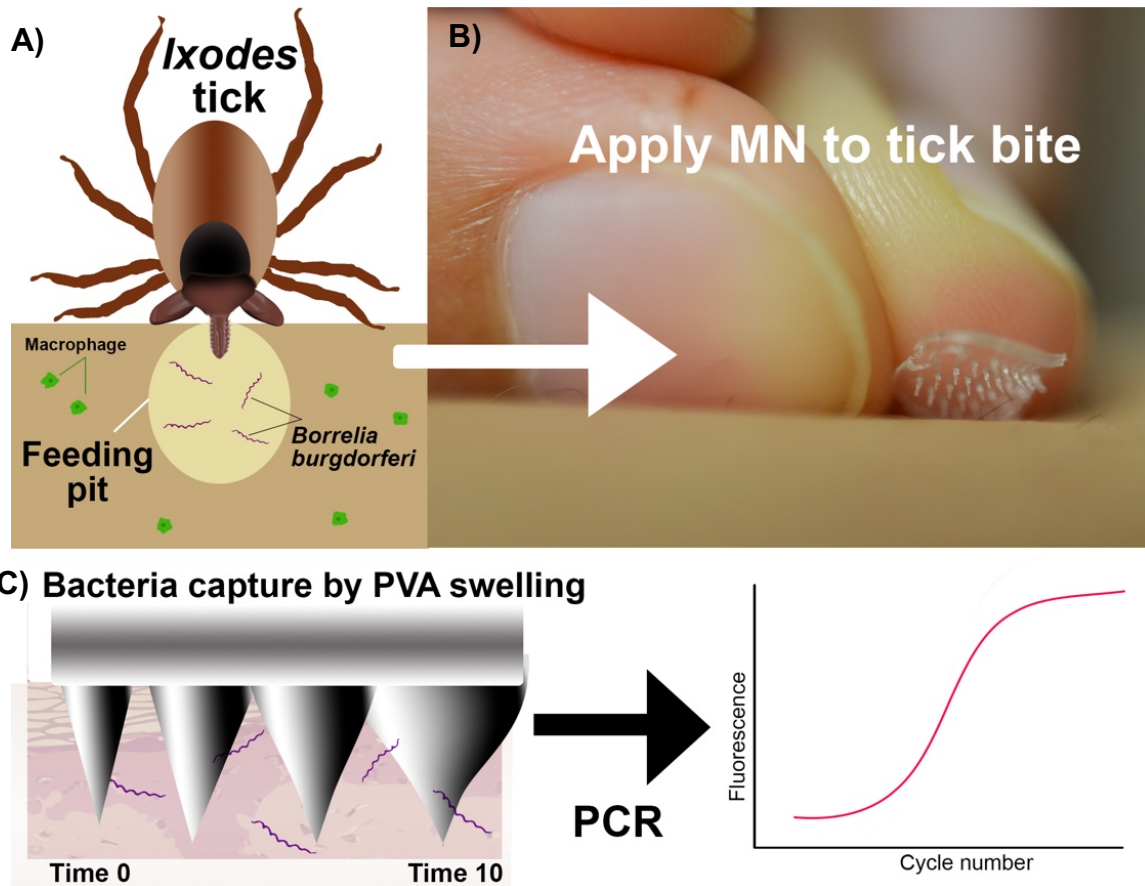 A)
Ixodes
tick
Macrophage
Feeding
pit
Borrelia
burgdorferi
B)
Apply MN to tick bite
C) Bacteria capture by PVA swelling
Time 0
Time 10
PCR
Fluorescence
Cycle number